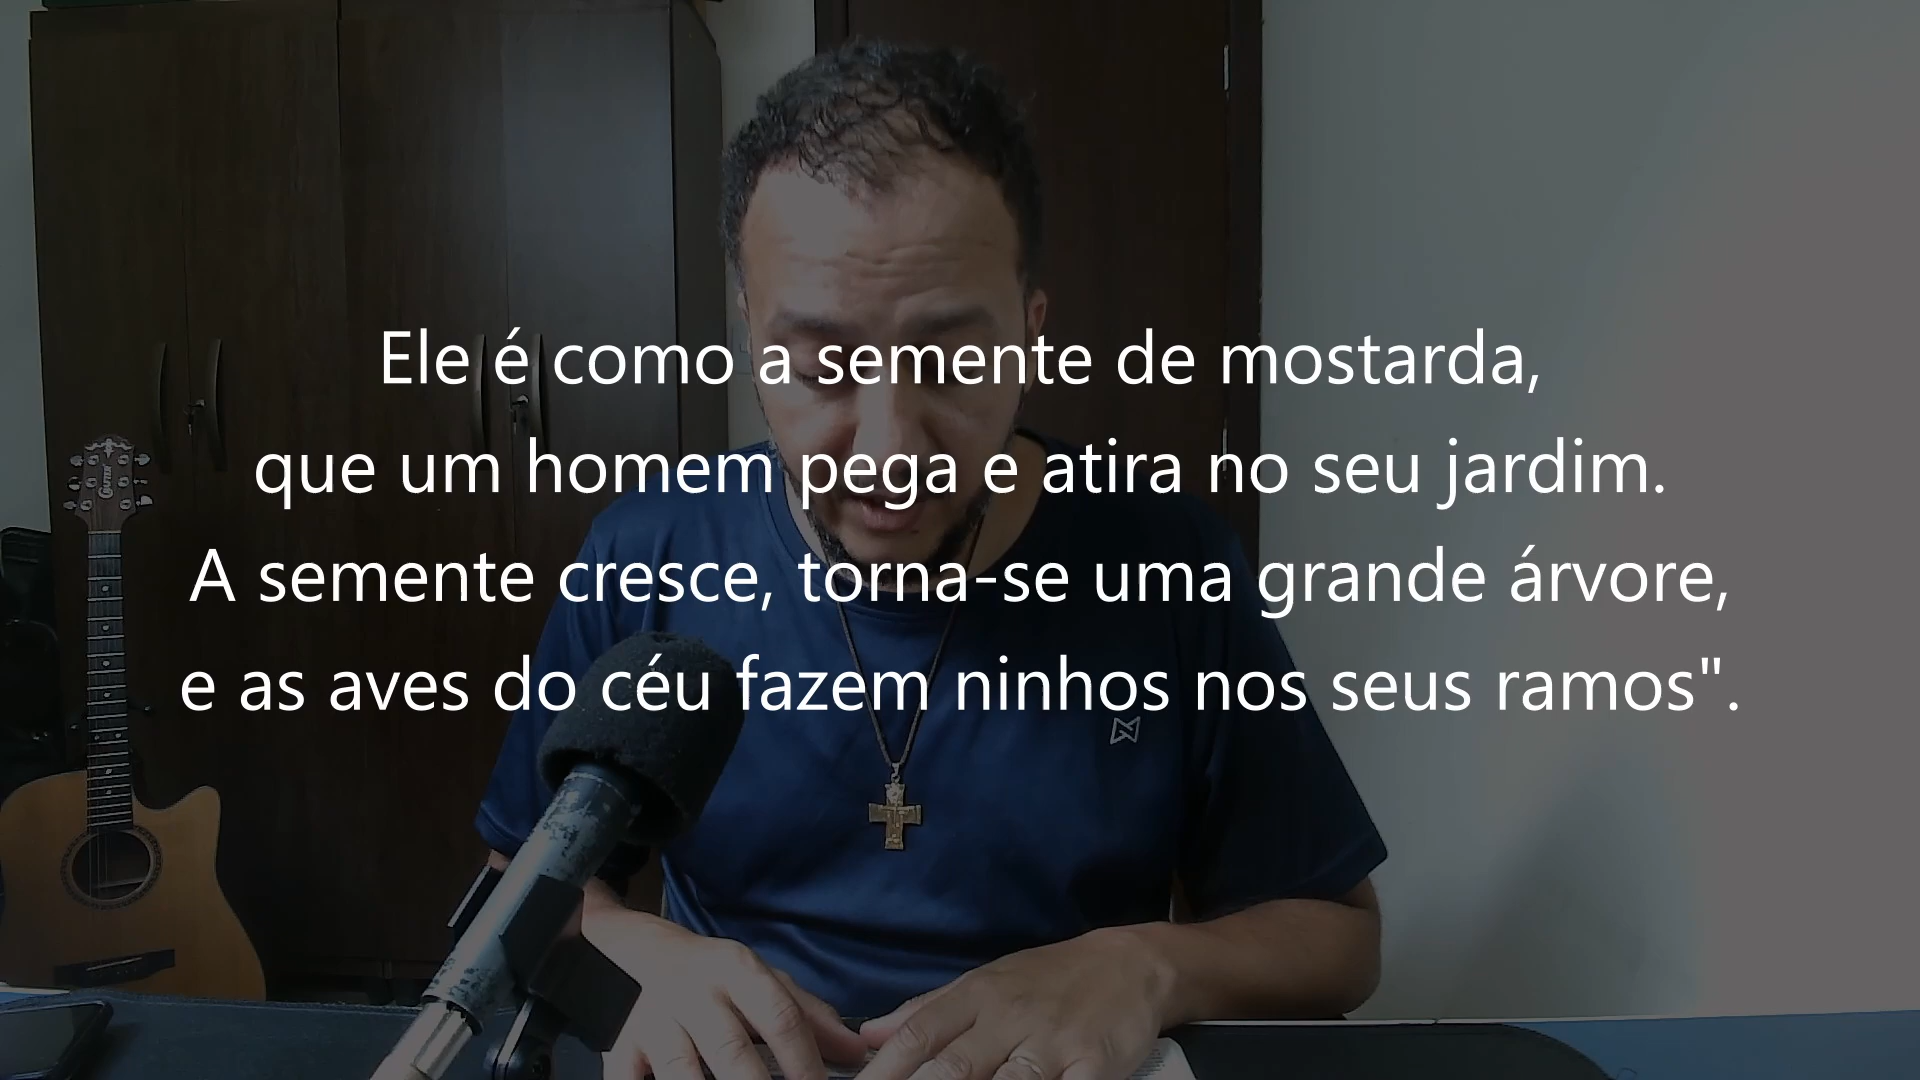 Ele é como a semente de mostarda,
que um homem pega e atira no seu jardim.
A semente cresce, torna-se uma grande árvore,
e as aves do céu fazem ninhos nos seus ramos".